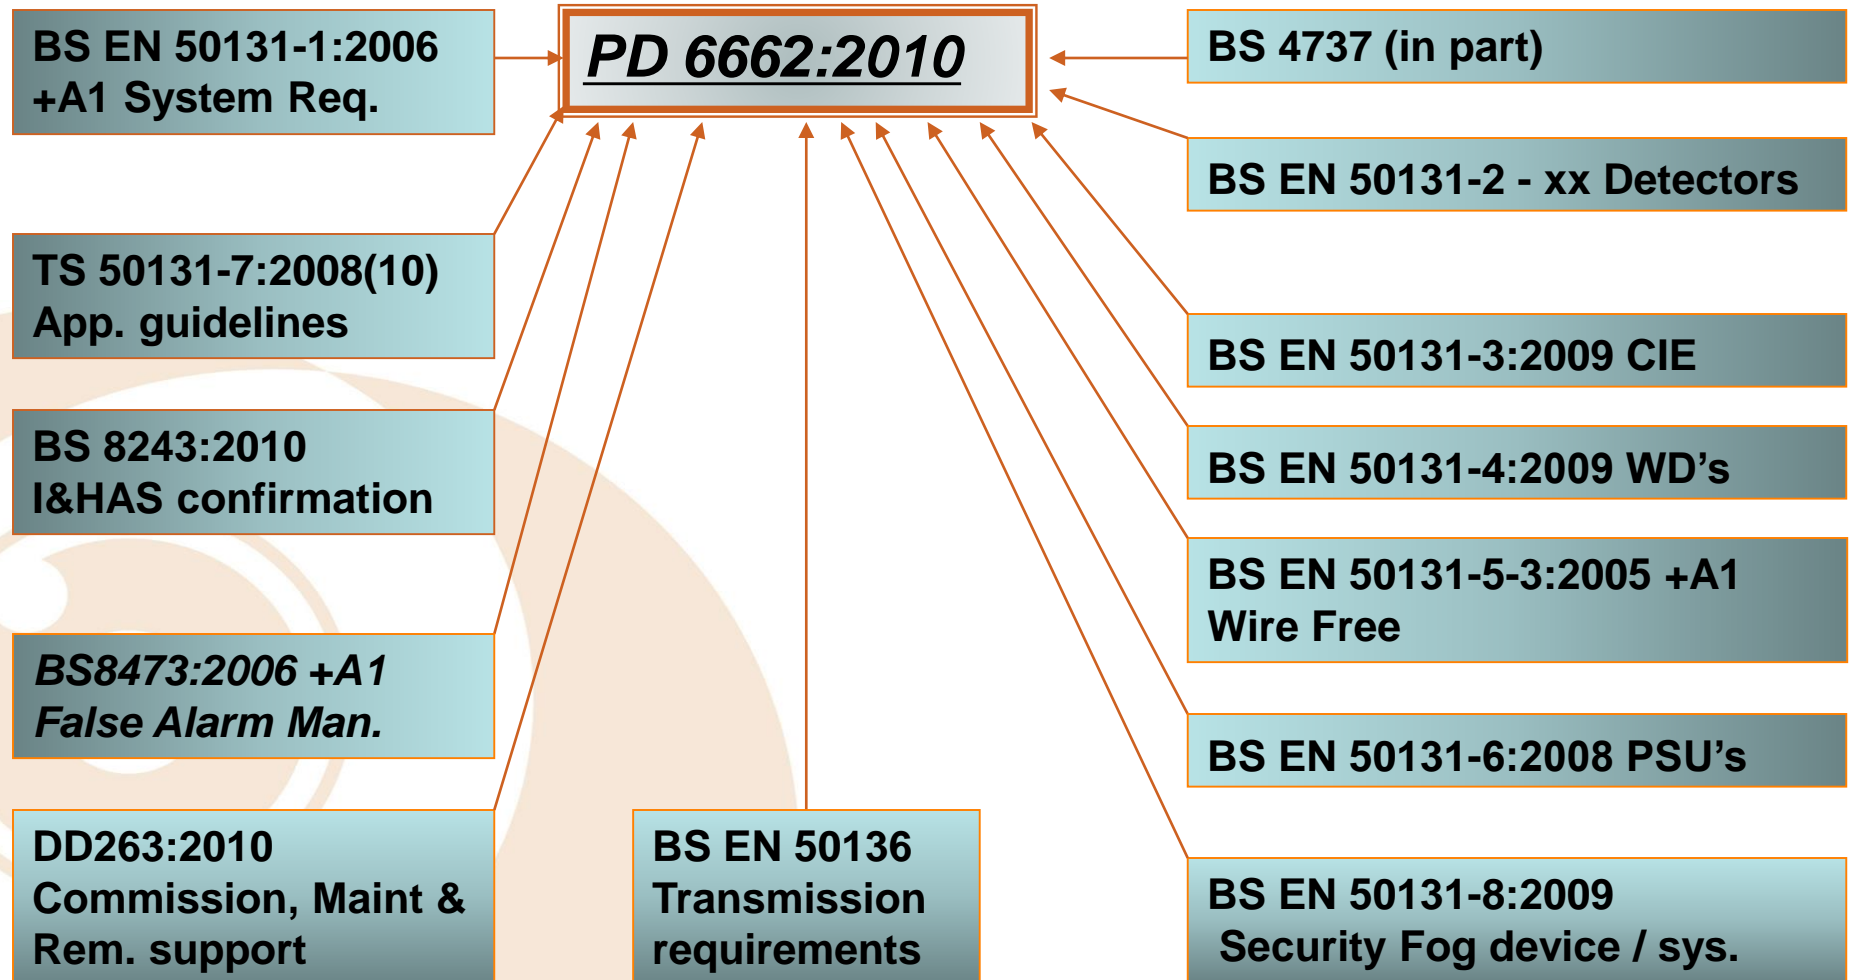 PD 6662:2010
BS EN 50131-1:2006
+A1 System Req.
TS 50131-7:2008(10)
App. guidelines
BS 8243:2010
I&HAS confirmation
BS8473:2006 +A1
False Alarm Man.
DD263:2010
Commission, Maint &
Rem. support
BS EN 50136
Transmission
requirements
BS 4737 (in part)
BS EN 50131-2 - xx Detectors
BS EN 50131-3:2009 CIE
BS EN 50131-4:2009 WD’s
BS EN 50131-5-3:2005 +A1
Wire Free
BS EN 50131-6:2008 PSU’s
BS EN 50131-8:2009
Security Fog device / sys.